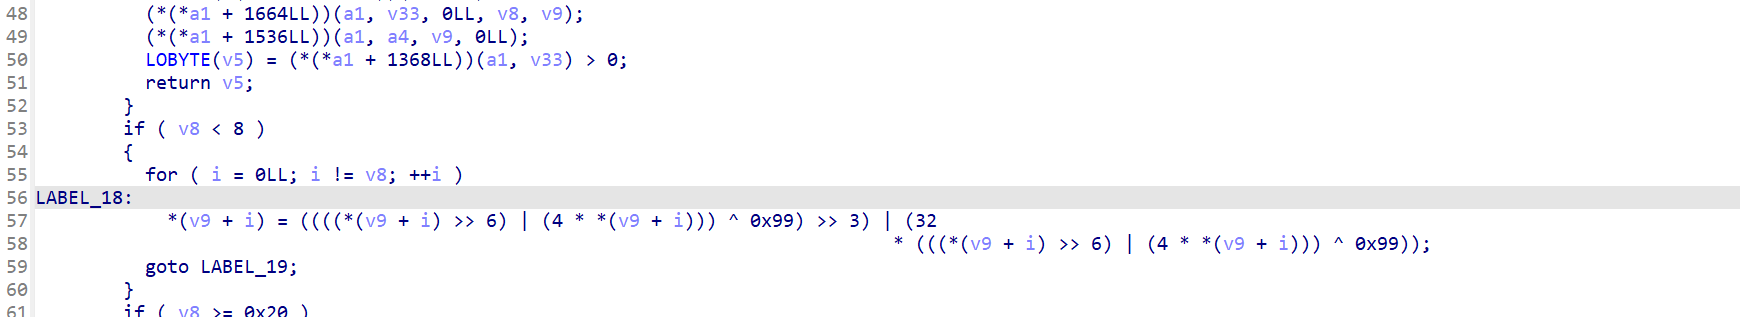 48 (*(*a1 + 1664LL))(a1, v33, 0LL, v8, v9);
49 (*(*a1 + 1536LL))(a1, a4, v9, 0LL);
50 LOBYTE(v5) = (*(*a1 + 1368LL))(a1, v33) > 0;
51 return v5;
52 }
53 if ( v8 < 8 )
54 {
55 for ( i = 0LL; i != v8; ++i )
56 LABEL_18:
57 *(v9 + i) = ((((*(v9 + i) >> 6) | (4 * *(v9 + i))) ^ 0x99) >> 3) | (32
58 * (((*(v9 + i) >> 6) | (4 * *(v9 + i))) ^ 0x99));
59 goto LABEL_19;
60 }
61 if ( v8 >= 0x20 )